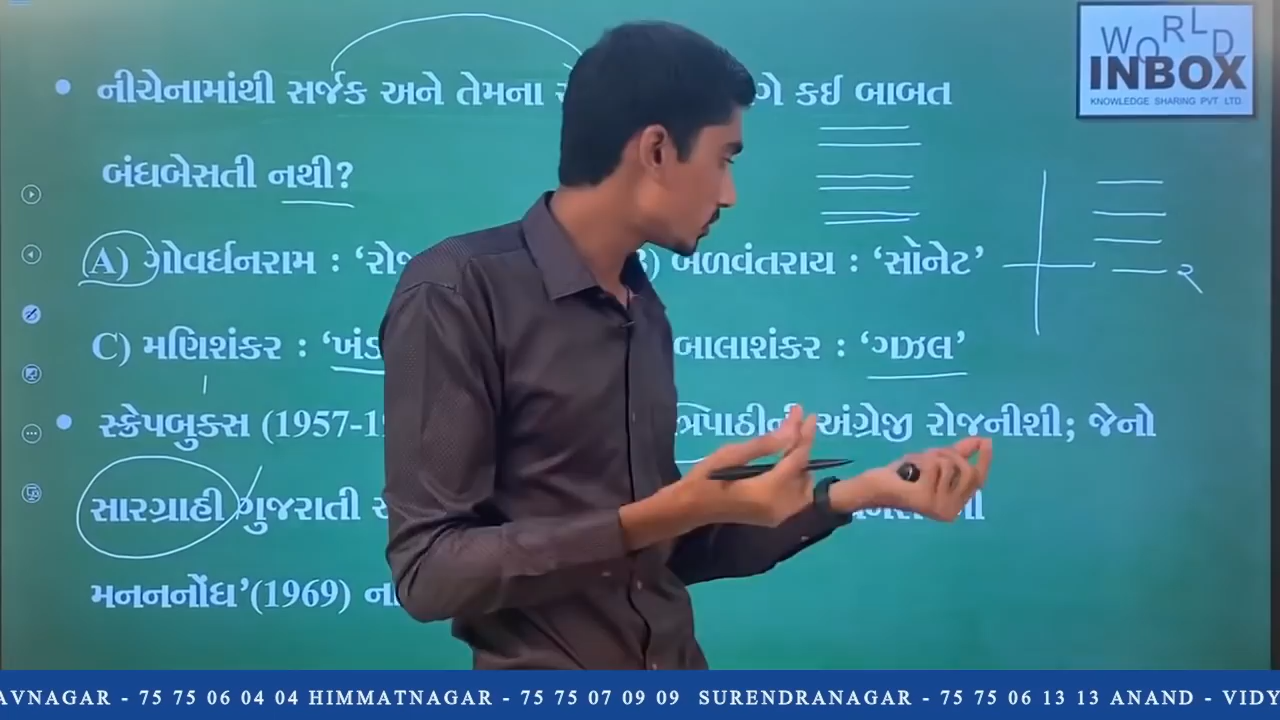 WORLD
INBOX
KNOWLEDGE SHARING PVT LTD.
• નીચેનામાંથી સર્જક અને તેમના કઈ બાબત
બંધબેસતી નથી?
A) ગોવર્ધનરામ : ‘રોજ બળવંતરાય : ‘સૉનેટ’
C) મણિશંકર : ‘ખંડ બાલાશંકર : ‘ગઝલ’
૨
• સ્ક્રેપબુક્સ (1957-1 ત્રિપાઠીની અંગ્રેજી રોજનીશી; જેનો
સારગ્રાહી ગુજરાતી
મનનનોંધ’(1969)
AVNAGAR - 75 75 06 04 04 HIMMATNAGAR - 75 75 07 09 09 SURENDRANAGAR - 75 75 06 13 13 ANAND - VIDY